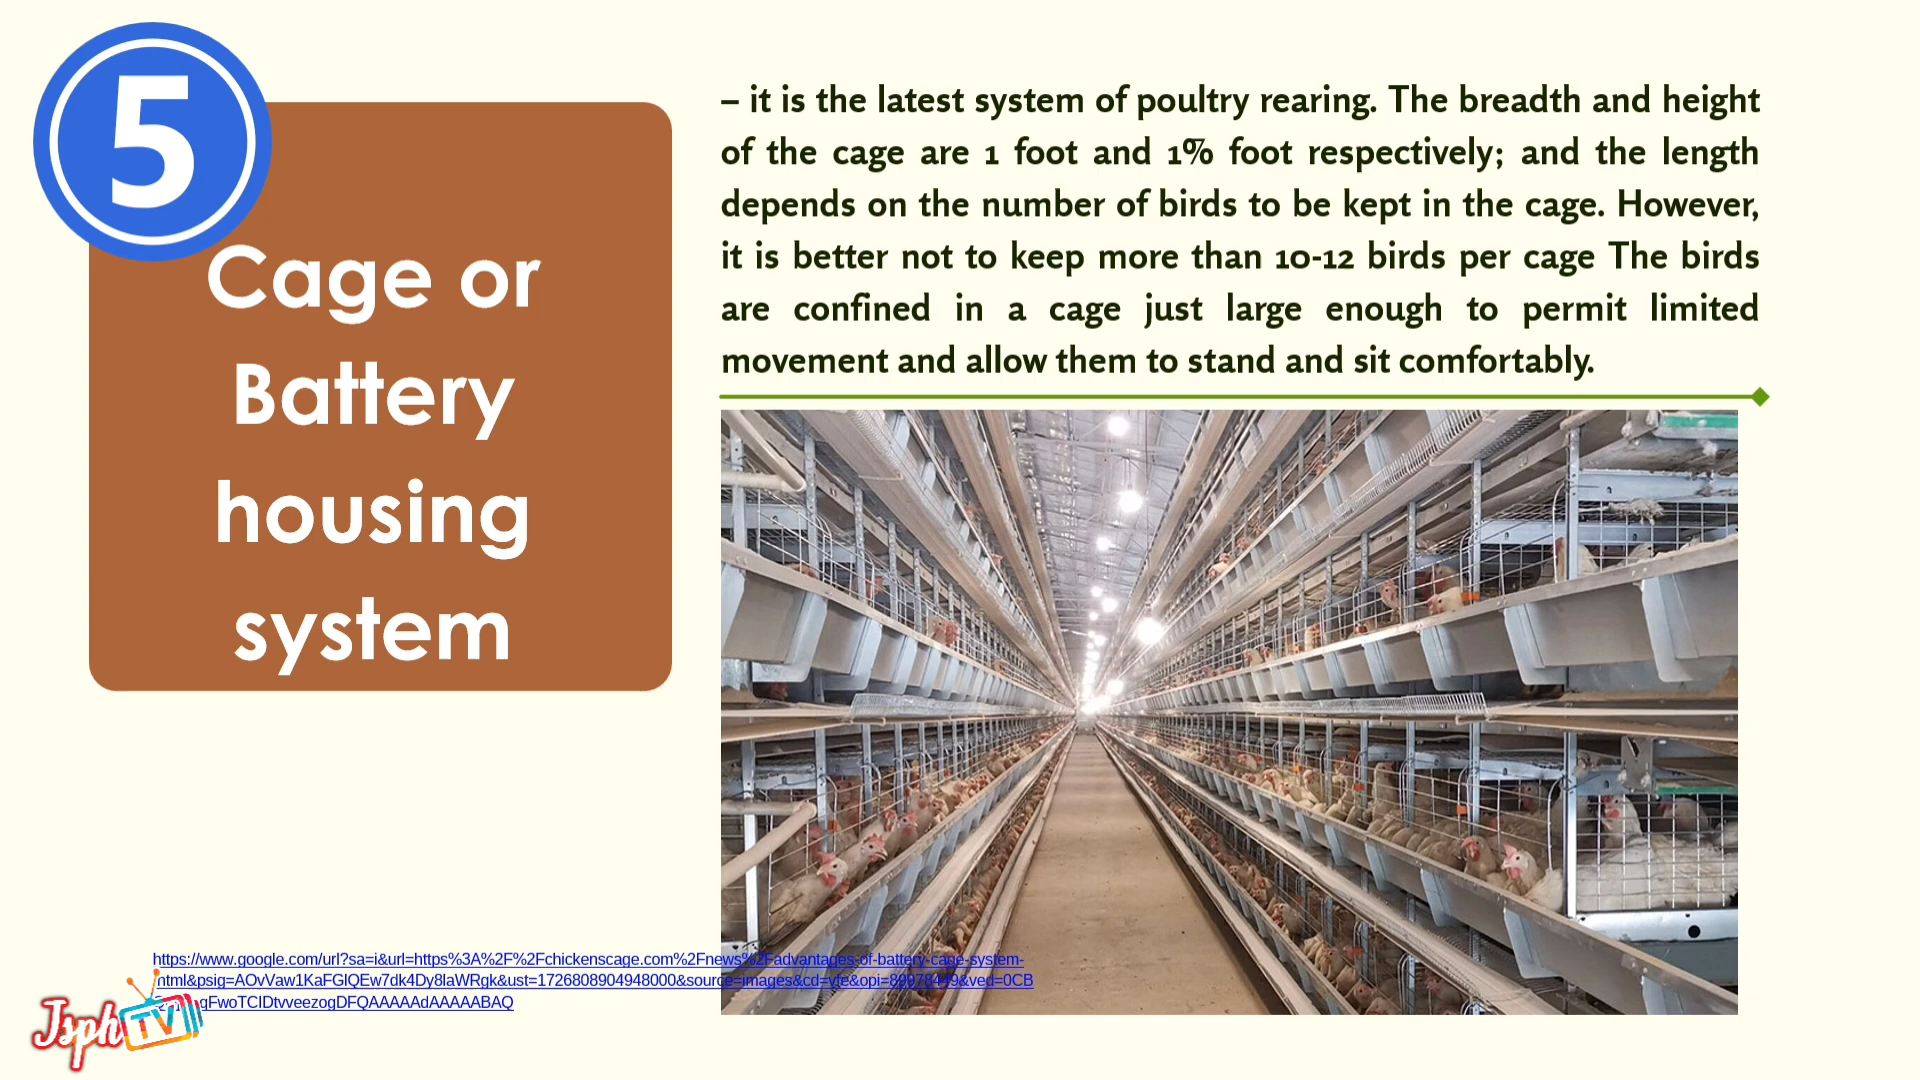 5
Cage or
Battery
housing
system
– it is the latest system of poultry rearing. The breadth and height
of the cage are 1 foot and 1% foot respectively; and the length
depends on the number of birds to be kept in the cage. However,
it is better not to keep more than 10-12 birds per cage The birds
are confined in a cage just large enough to permit limited
movement and allow them to stand and sit comfortably.
https://www.google.com/url?sa=i&url=https%3A%2F%2Fchickenscage.com%2Fnews%2Fadvantages-of-battery-cage-system-
html&psig=AOvVaw1KaFGlQEw7dk4Dy8laWRgk&ust=1726808904948000&source=images&cd=vfe&opi=89978449&ved=0CB
gFwoTCIDtvveezogDFQAAAAAdAAAAABAQ
Jsph TV